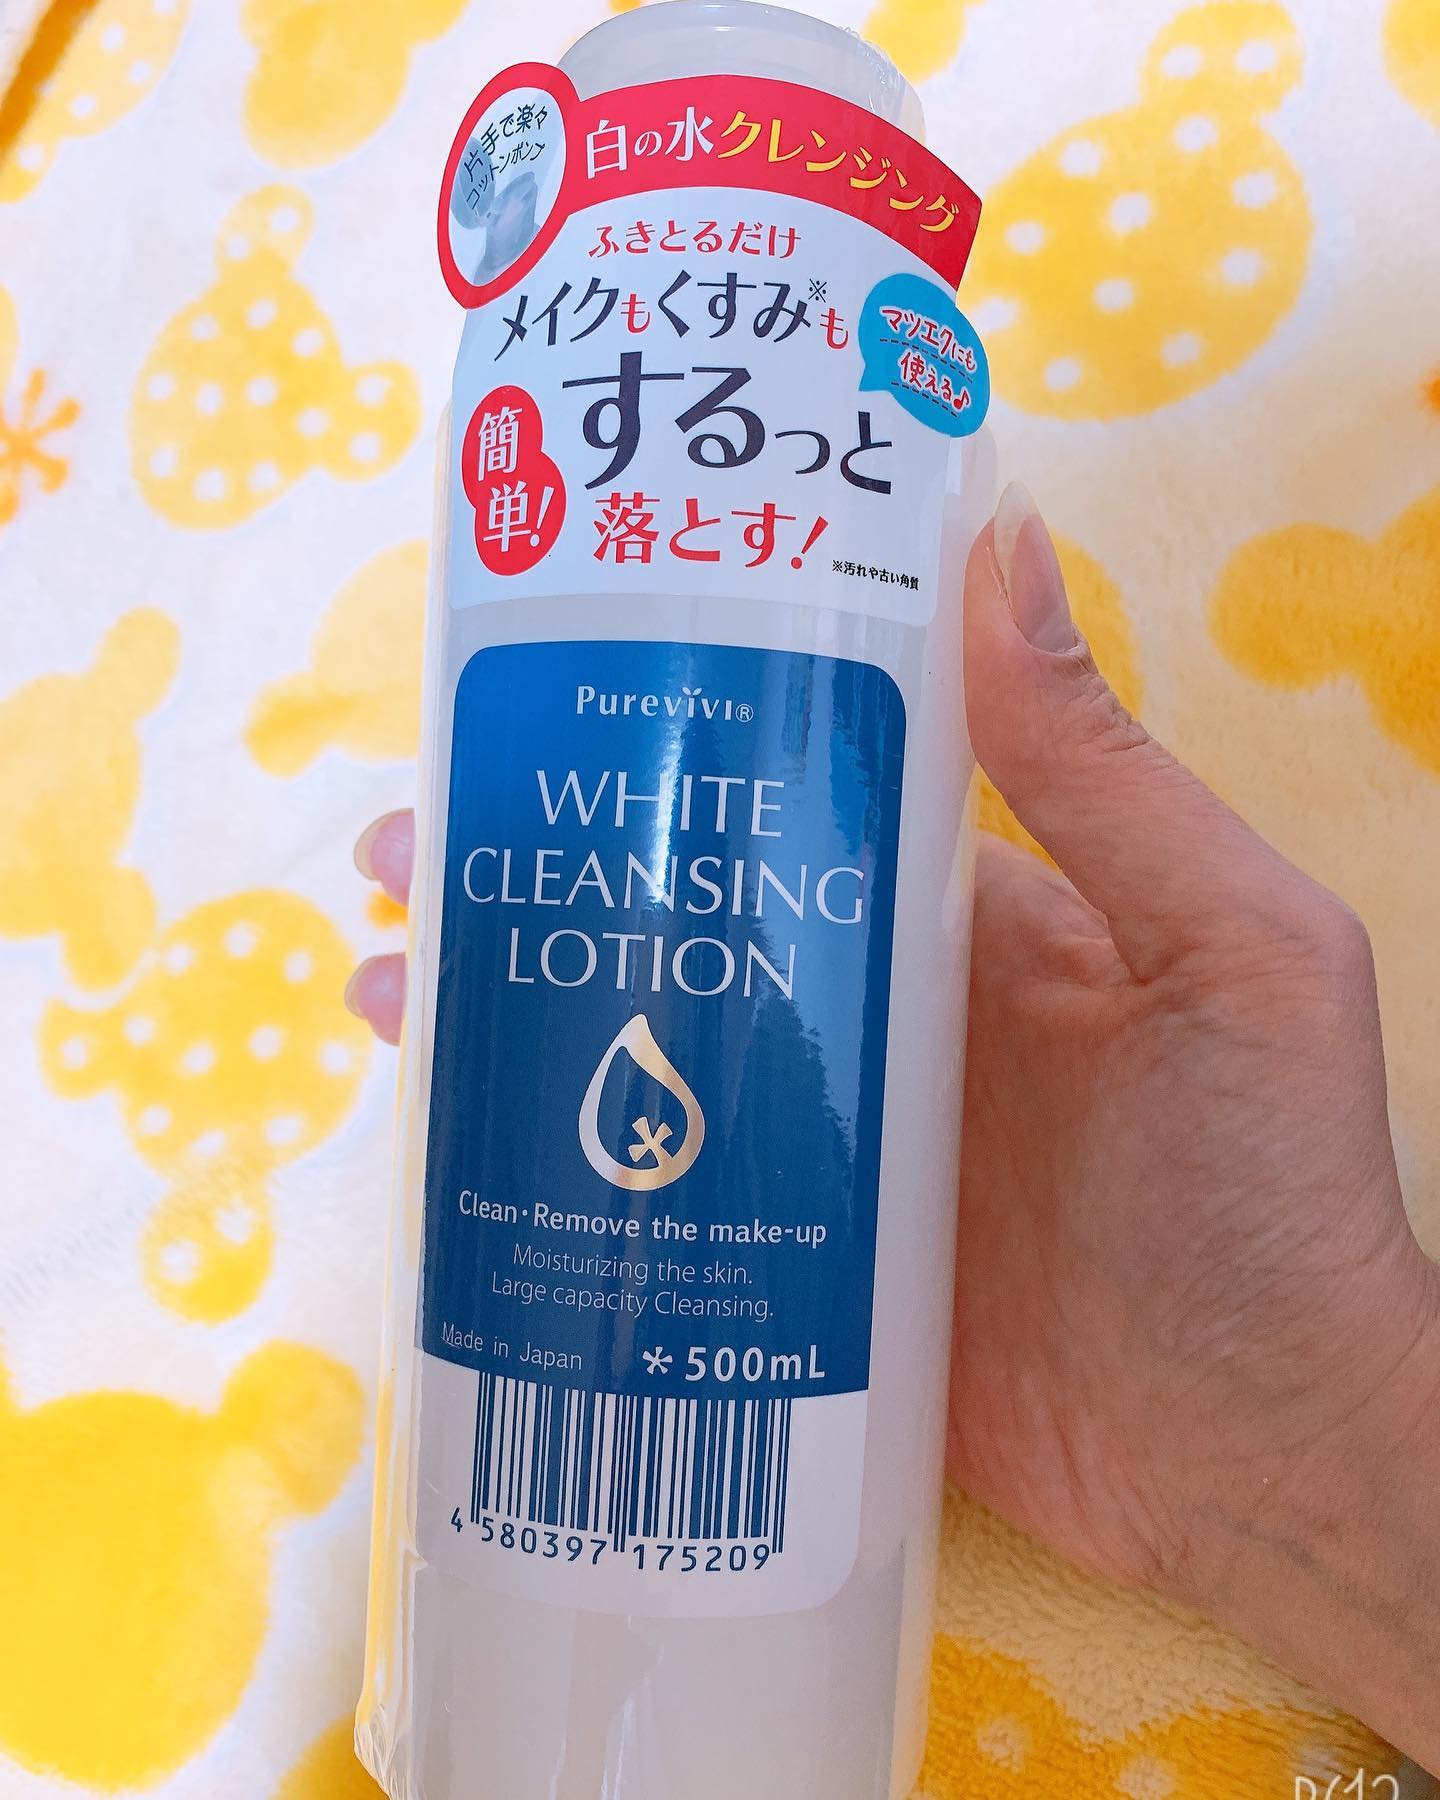 片手で楽々
コットンポンプ
白の水クレンジング
ふきとるだけ
メイクもくすみ※も
マツエクにも
使える♪
簡単!
するっと
落とす!
※汚れや古い角質
Purevivi®
WHITE
CLEANSING
LOTION
Clean・Remove the make-up
Moisturizing the skin.
Large capacity Cleansing.
Made in Japan
*500mL
4 580397 175209